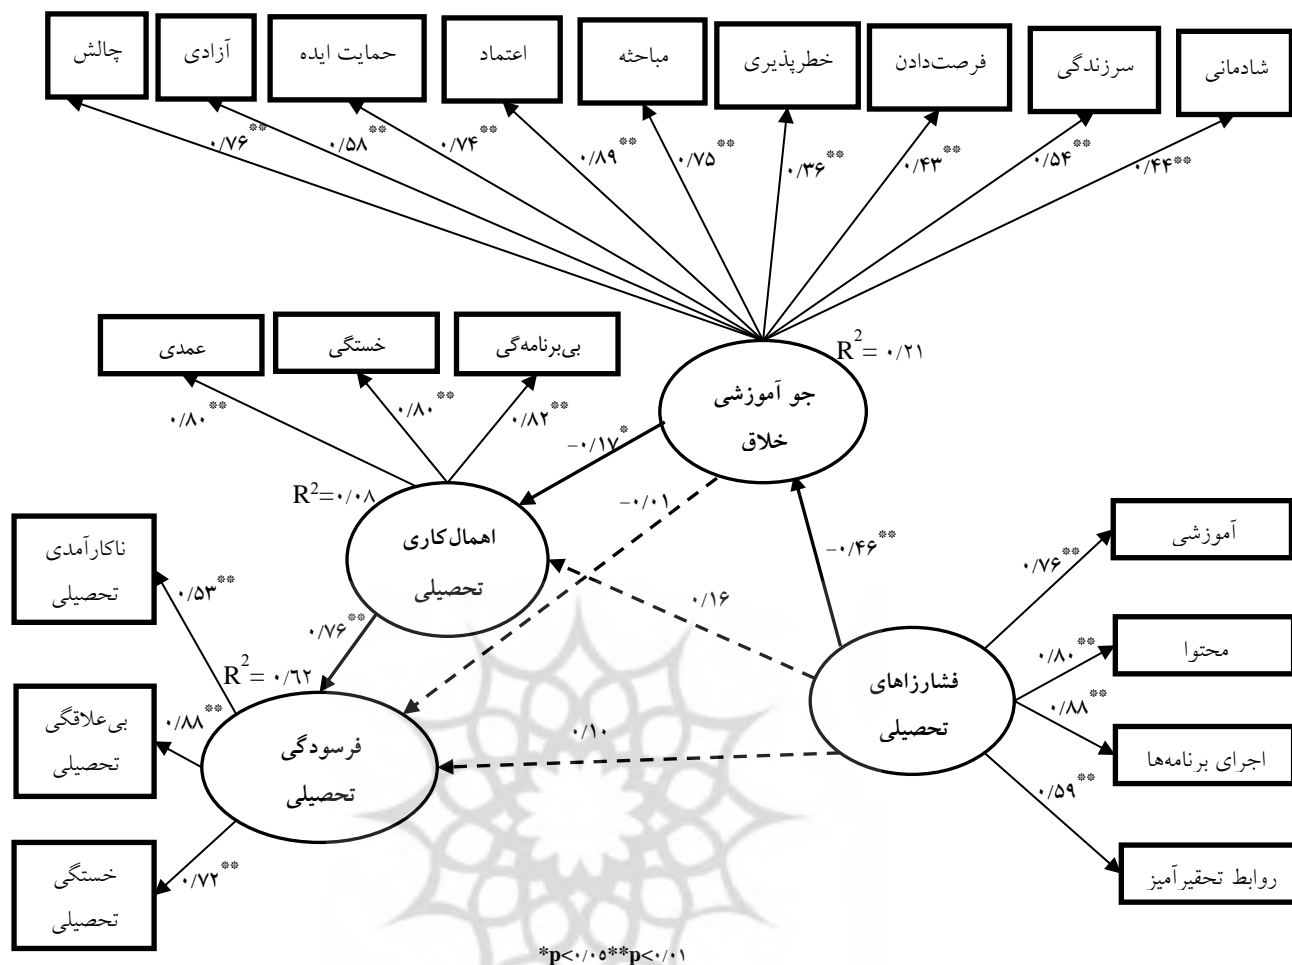 شادمانی
سرزندگی
فرصت‌دادن
خطرپذیری
مباحثه
اعتماد
حمایت ایده
آزادی
چالش
۰/۴۴**
۰/۵۴**
۰/۴۳**
۰/۳۶**
۰/۷۵**
۰/۸۹**
۰/۷۴**
۰/۵۸**
۰/۷۶**
بی‌برنامه‌گی
خستگی
عمدی
۰/۸۲**
۰/۸۰**
۰/۸۰**
R²= ۰/۲۱
جو آموزشی
خلاق
-۰/۱۷*
-۰/۰۱
-۰/۴۶**
R²=۰/۰۸
اهمال‌کاری
تحصیلی
۰/۱۶
۰/۷۶**
آموزشی
۰/۷۶**
محتوا
۰/۸۰**
فشارزاهای
تحصیلی
۰/۸۸**
اجرای برنامه‌ها
۰/۵۹**
روابط تحقیرآمیز
ناکارآمدی
تحصیلی
۰/۵۳**
R²= ۰/۶۲
بی‌علاقگی
تحصیلی
۰/۸۸**
فرسودگی
تحصیلی
۰/۱۰
خستگی
تحصیلی
۰/۷۲**
*p<۰/۰۵**p<۰/۰۱